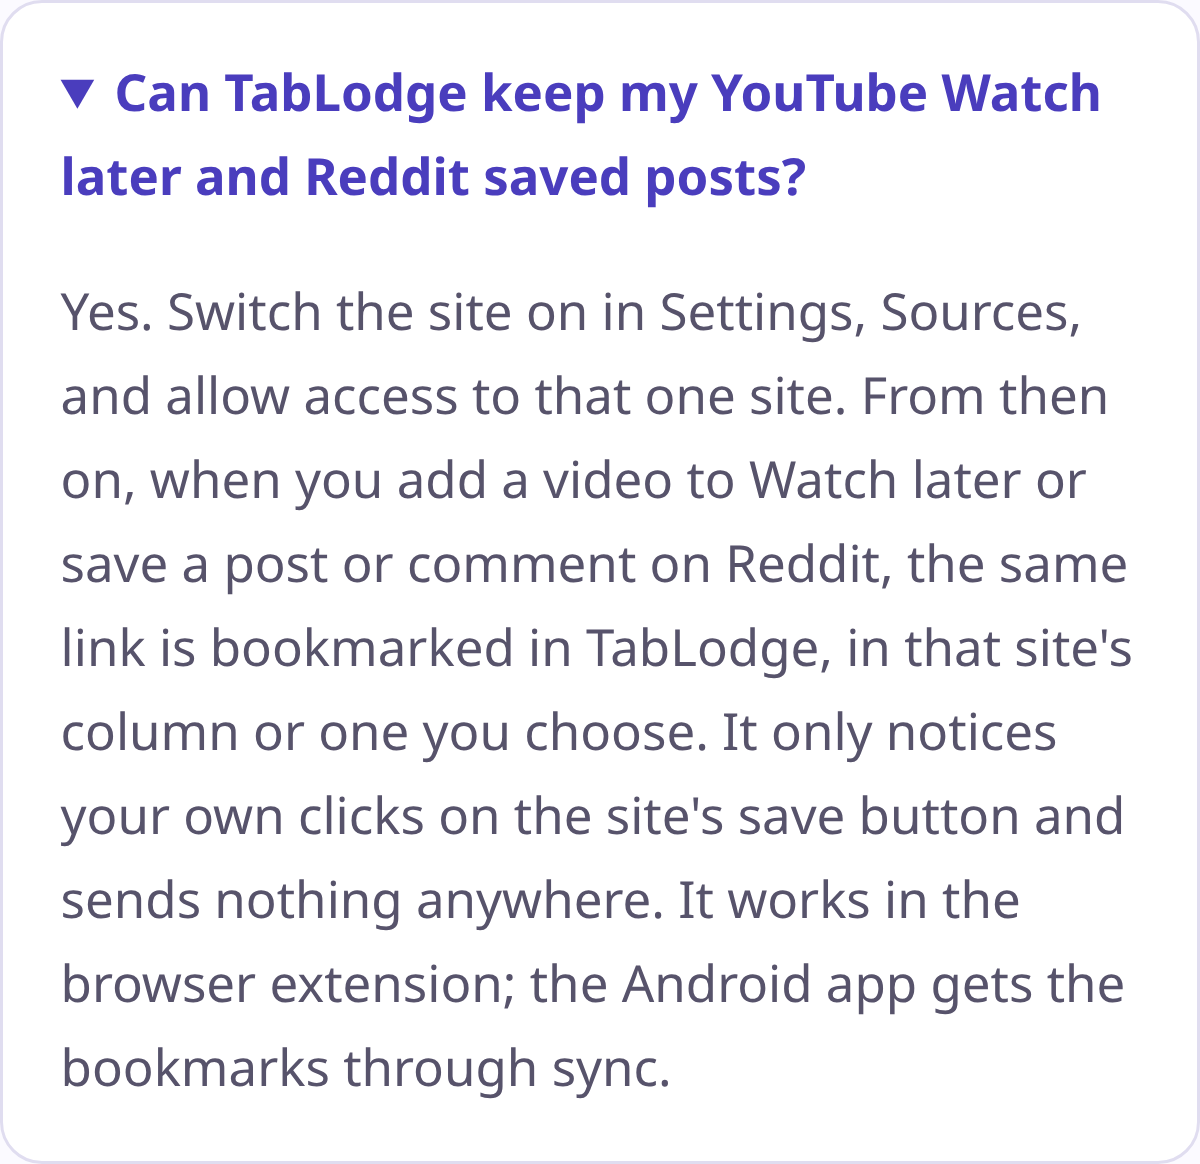 ▼ Can TabLodge keep my YouTube Watch
later and Reddit saved posts?
Yes. Switch the site on in Settings, Sources,
and allow access to that one site. From then
on, when you add a video to Watch later or
save a post or comment on Reddit, the same
link is bookmarked in TabLodge, in that site's
column or one you choose. It only notices
your own clicks on the site's save button and
sends nothing anywhere. It works in the
browser extension; the Android app gets the
bookmarks through sync.